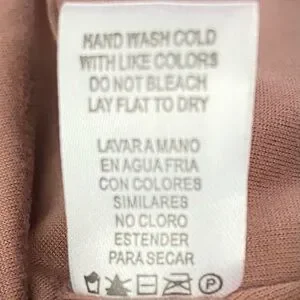 HAND WASH COLD
WITH LIKE COLORS
DO NOT BLEACH
LAY FLAT TO DRY
LAVAR A MANO
EN AGUA FRIA
CON COLORES
SIMILARES
NO CLORO
ESTENDER
PARA SECAR
P